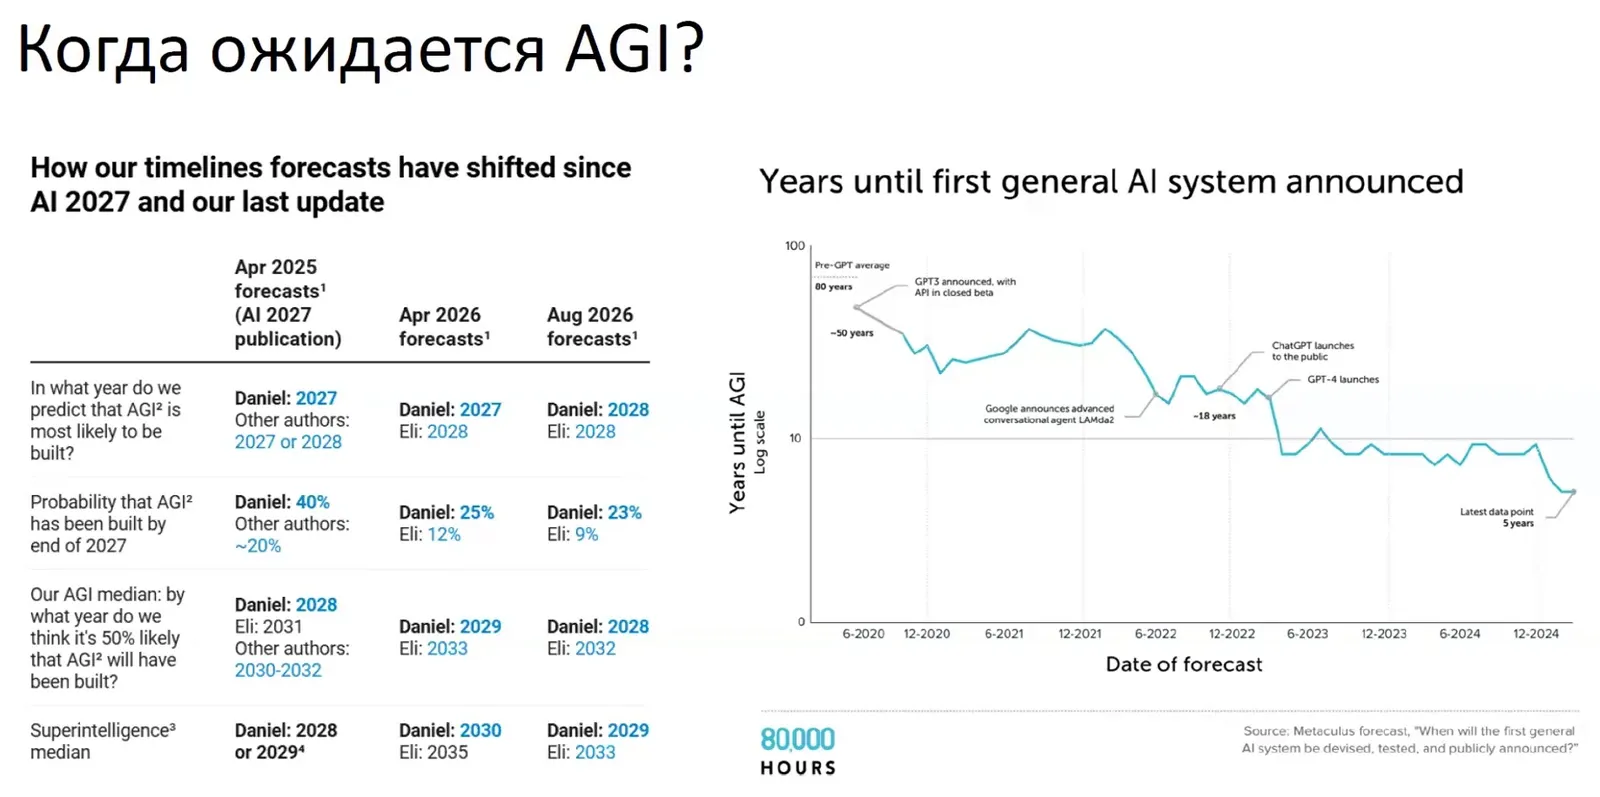 Когда ожидается AGI?
How our timelines forecasts have shifted since
AI 2027 and our last update
Apr 2025
forecasts¹
(AI 2027
publication)
Apr 2026
forecasts¹
Aug 2026
forecasts¹
In what year do we
predict that AGI² is
most likely to be
built?
Daniel: 2027
Other authors:
2027 or 2028
Daniel: 2027
Eli: 2028
Daniel: 2028
Eli: 2028
Probability that AGI²
has been built by
end of 2027
Daniel: 40%
Other authors:
~20%
Daniel: 25%
Eli: 12%
Daniel: 23%
Eli: 9%
Our AGI median: by
what year do we
think it's 50% likely
that AGI² will have
been built?
Daniel: 2028
Eli: 2031
Other authors:
2030-2032
Daniel: 2029
Eli: 2033
Daniel: 2028
Eli: 2032
Superintelligence³
median
Daniel: 2028
or 2029⁴
Daniel: 2030
Eli: 2035
Daniel: 2029
Eli: 2033
Years until first general AI system announced
Years until AGI
Log scale
100
10
0
Pre-GPT average
80 years
GPT3 announced, with
API in closed beta
~50 years
Google announces advanced
conversational agent LAMda2
ChatGPT launches
to the public
~18 years
GPT-4 launches
Latest data point
5 years
6-2020
12-2020
6-2021
12-2021
6-2022
12-2022
6-2023
12-2023
6-2024
12-2024
Date of forecast
80,000
HOURS
Source: Metaculus forecast, "When will the first general
AI system be devised, tested, and publicly announced?"